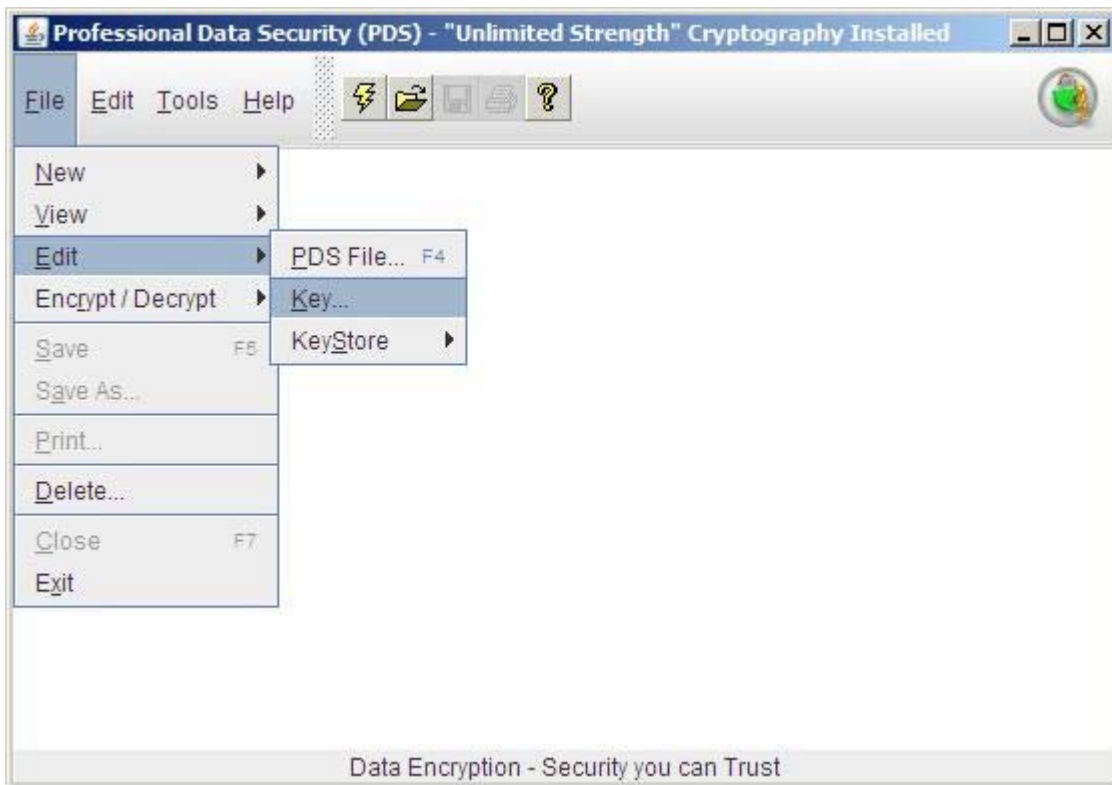 Professional Data Security (PDS) - "Unlimited Strength" Cryptography Installed
File Edit Tools Help
New
View
Edit
PDS File... F4
Encrypt / Decrypt
Key...
Save F5
KeyStore
Save As...
Print...
Delete...
Close F7
Exit
Data Encryption - Security you can Trust